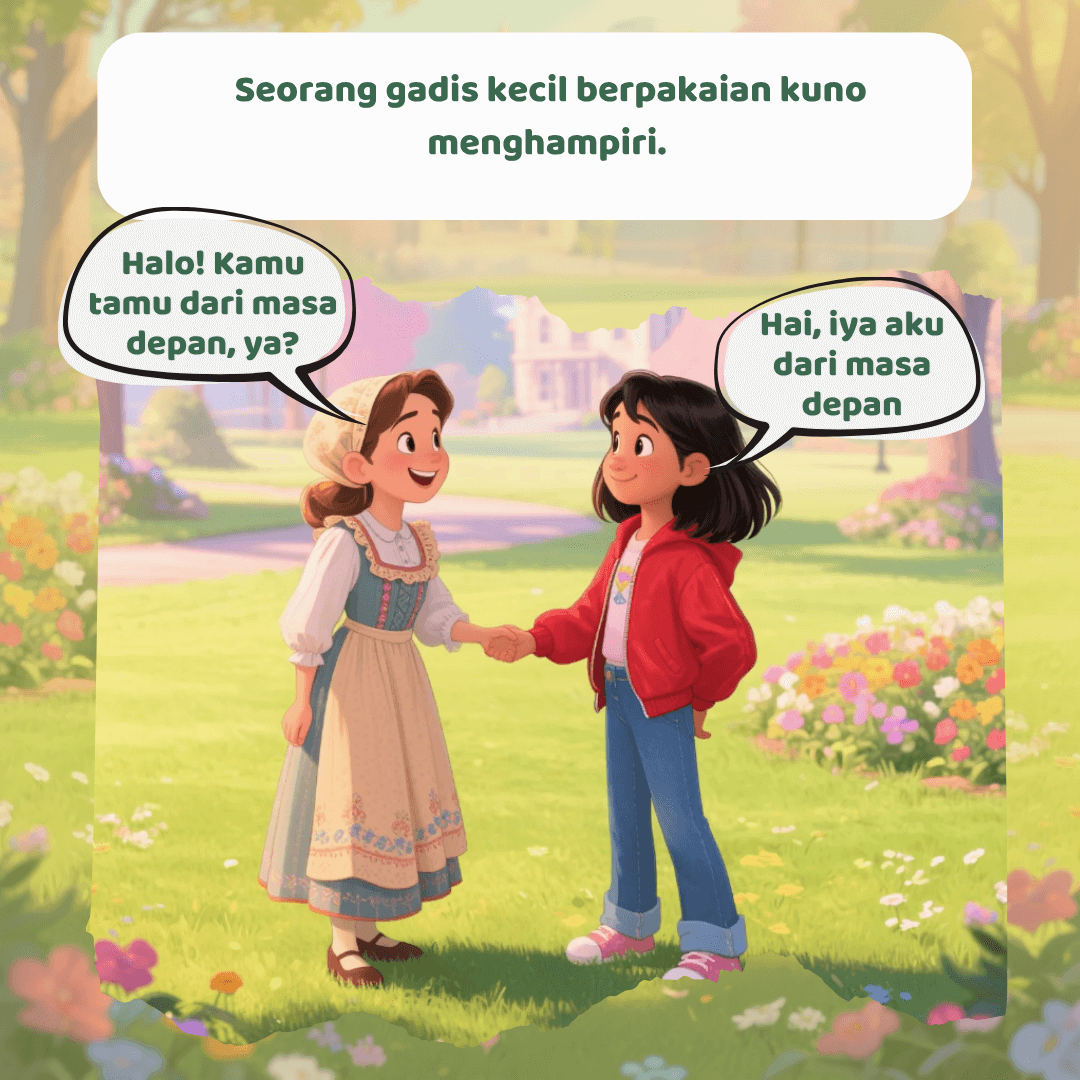 Seorang gadis kecil berpakaian kuno
menghampiri.
Halo! Kamu
tamu dari masa
depan, ya?
Hai, iya aku
dari masa
depan